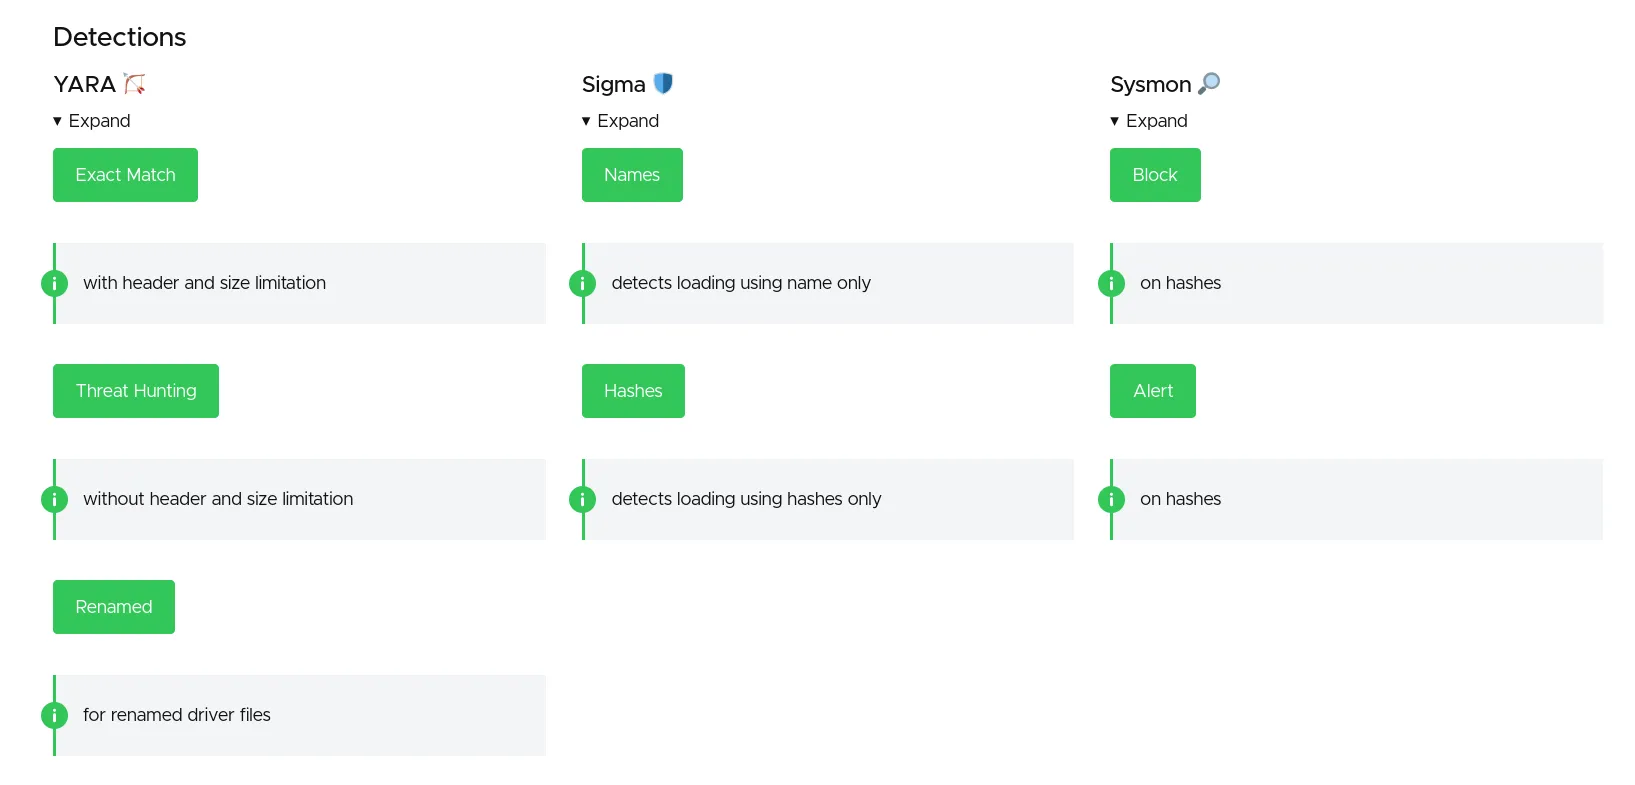 Detections
YARA 🏹
▼ Expand
Exact Match
with header and size limitation
Threat Hunting
without header and size limitation
Renamed
for renamed driver files
Sigma 🛡️
▼ Expand
Names
detects loading using name only
Hashes
detects loading using hashes only
Sysmon 🔎
▼ Expand
Block
on hashes
Alert
on hashes